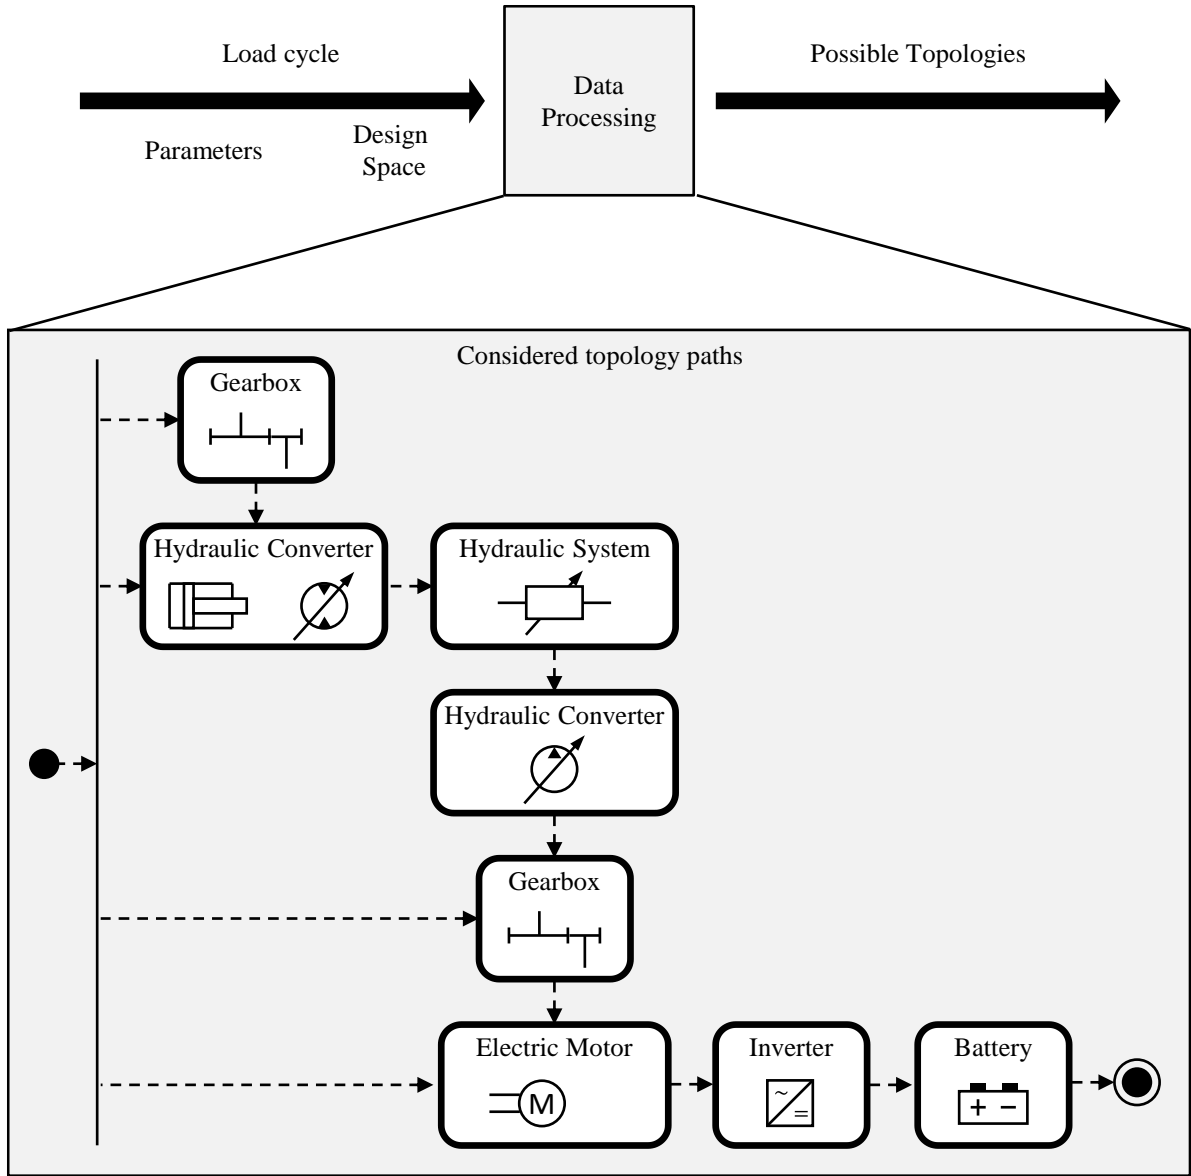 Load cycle
Parameters
Design
Space
Data
Processing
Possible Topologies
Considered topology paths
Gearbox
Hydraulic Converter
Hydraulic System
Hydraulic Converter
Gearbox
Electric Motor
M
Inverter
~
=
Battery
+ −